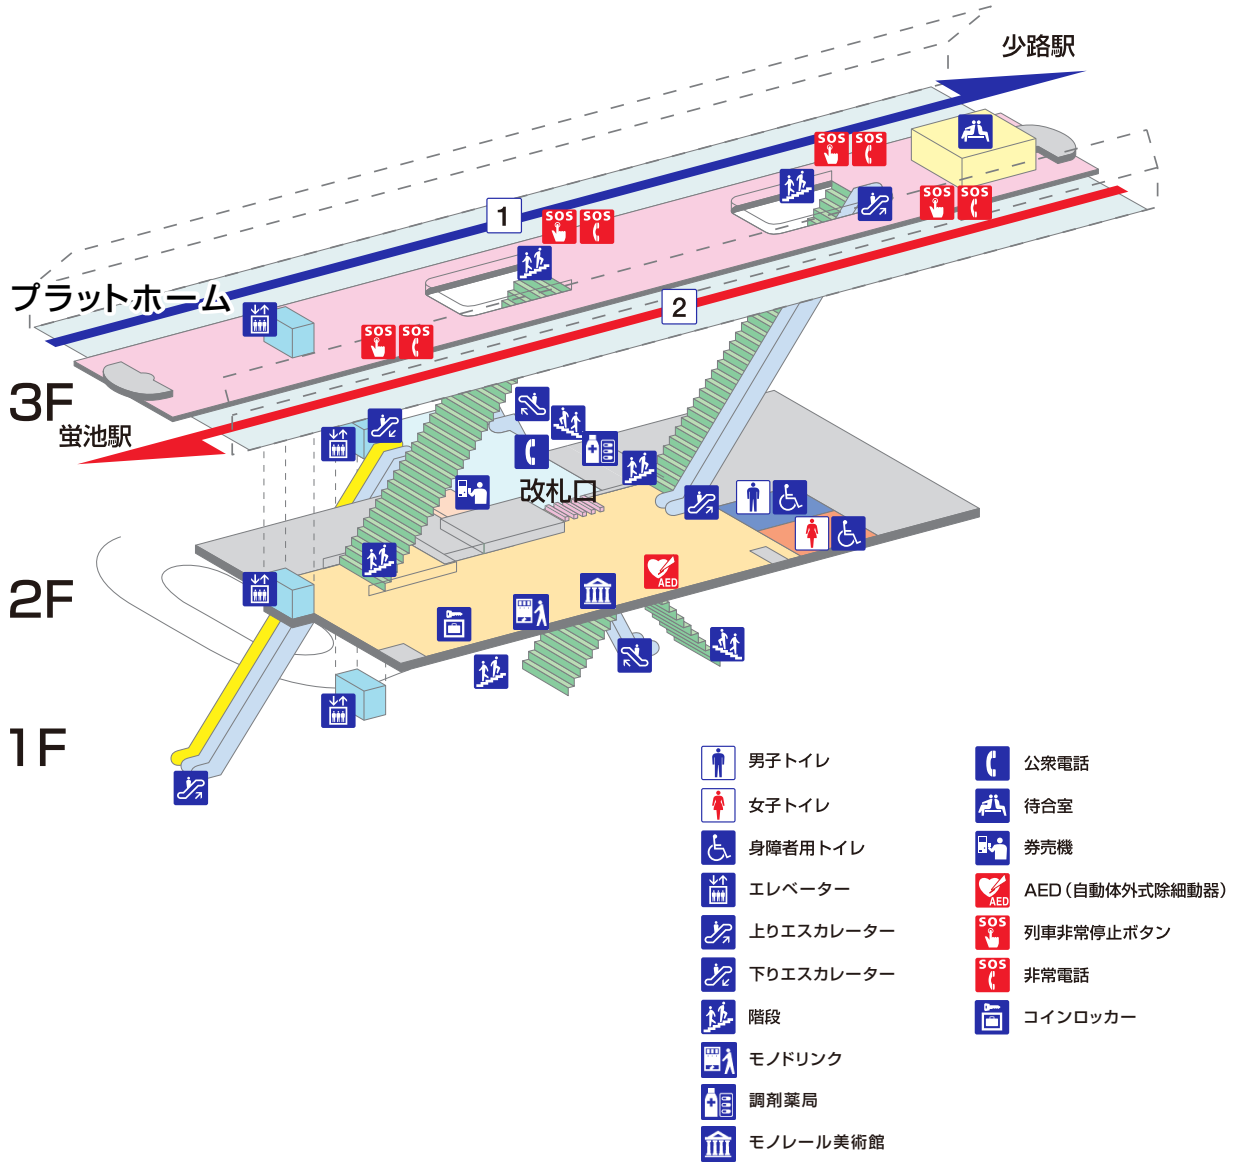 少路駅
SOS
SOS
SOS
SOS
1
SOS
SOS
プラットホーム
2
SOS
SOS
3F
蛍池駅
改札口
AED
2F
1F
男子トイレ
女子トイレ
身障者用トイレ
エレベーター
上りエスカレーター
下りエスカレーター
階段
モノドリンク
調剤薬局
モノレール美術館
公衆電話
待合室
券売機
AED
AED（自動体外式除細動器）
SOS
列車非常停止ボタン
SOS
非常電話
コインロッカー